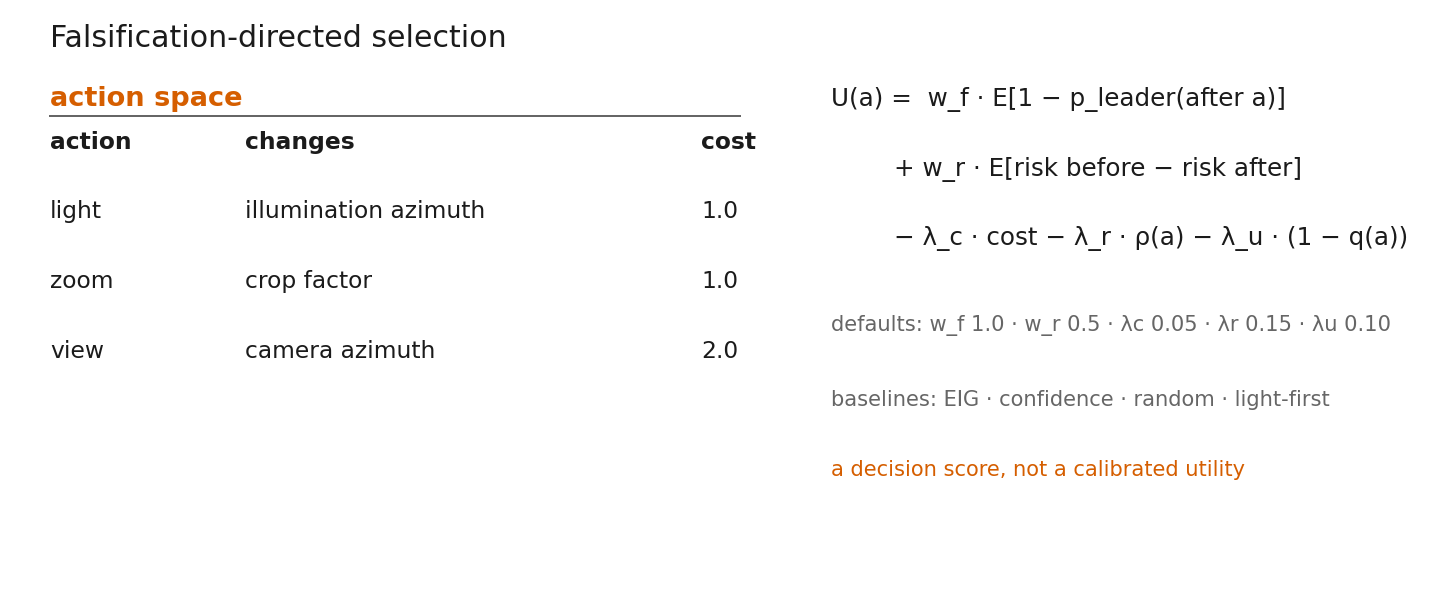 Falsification-directed selection
action space
action changes cost
light illumination azimuth 1.0
zoom crop factor 1.0
view camera azimuth 2.0
U(a) = w_f · E[1 − p_leader(after a)]
+ w_r · E[risk before − risk after]
− λ_c · cost − λ_r · ρ(a) − λ_u · (1 − q(a))
defaults: w_f 1.0 · w_r 0.5 · λc 0.05 · λr 0.15 · λu 0.10
baselines: EIG · confidence · random · light-first
a decision score, not a calibrated utility